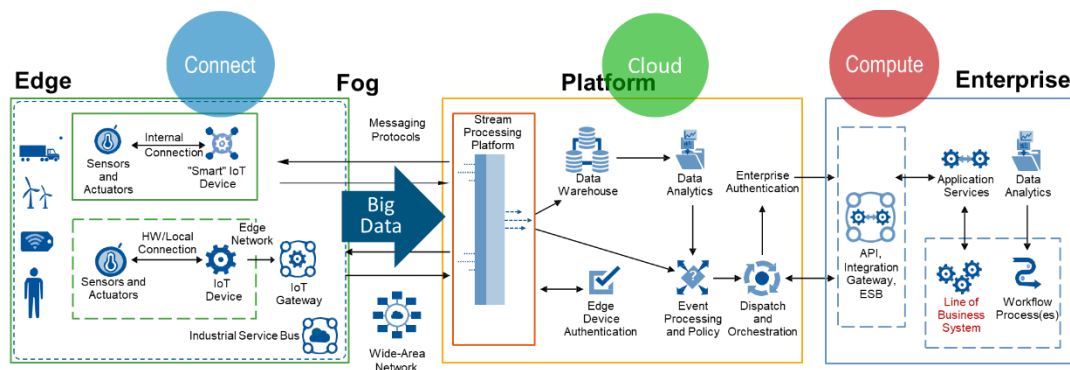 Connect
Cloud
Compute
Edge
Fog
Platform
Enterprise
Internal
Connection
Sensors
and
Actuators
"Smart" IoT
Device
HW/Local
Connection
Edge
Network
Sensors and
Actuators
IoT
Device
IoT
Gateway
Industrial Service Bus
Messaging
Protocols
Big
Data
Wide-Area
Network
Stream
Processing
Platform
Data
Warehouse
Data
Analytics
Enterprise
Authentication
Edge
Device
Authentication
Event
Processing
and Policy
Dispatch
and
Orchestration
API,
Integration
Gateway,
ESB
Application
Services
Data
Analytics
Line of
Business
System
Workflow
Process(es)